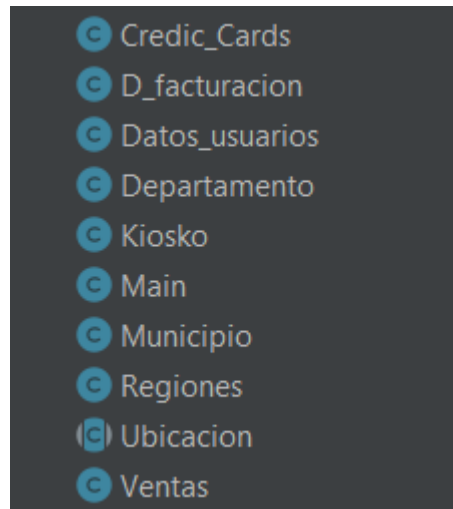 C Credic_Cards
C D_facturacion
C Datos_usuarios
C Departamento
C Kiosko
C Main
C Municipio
C Regiones
C Ubicacion
C Ventas